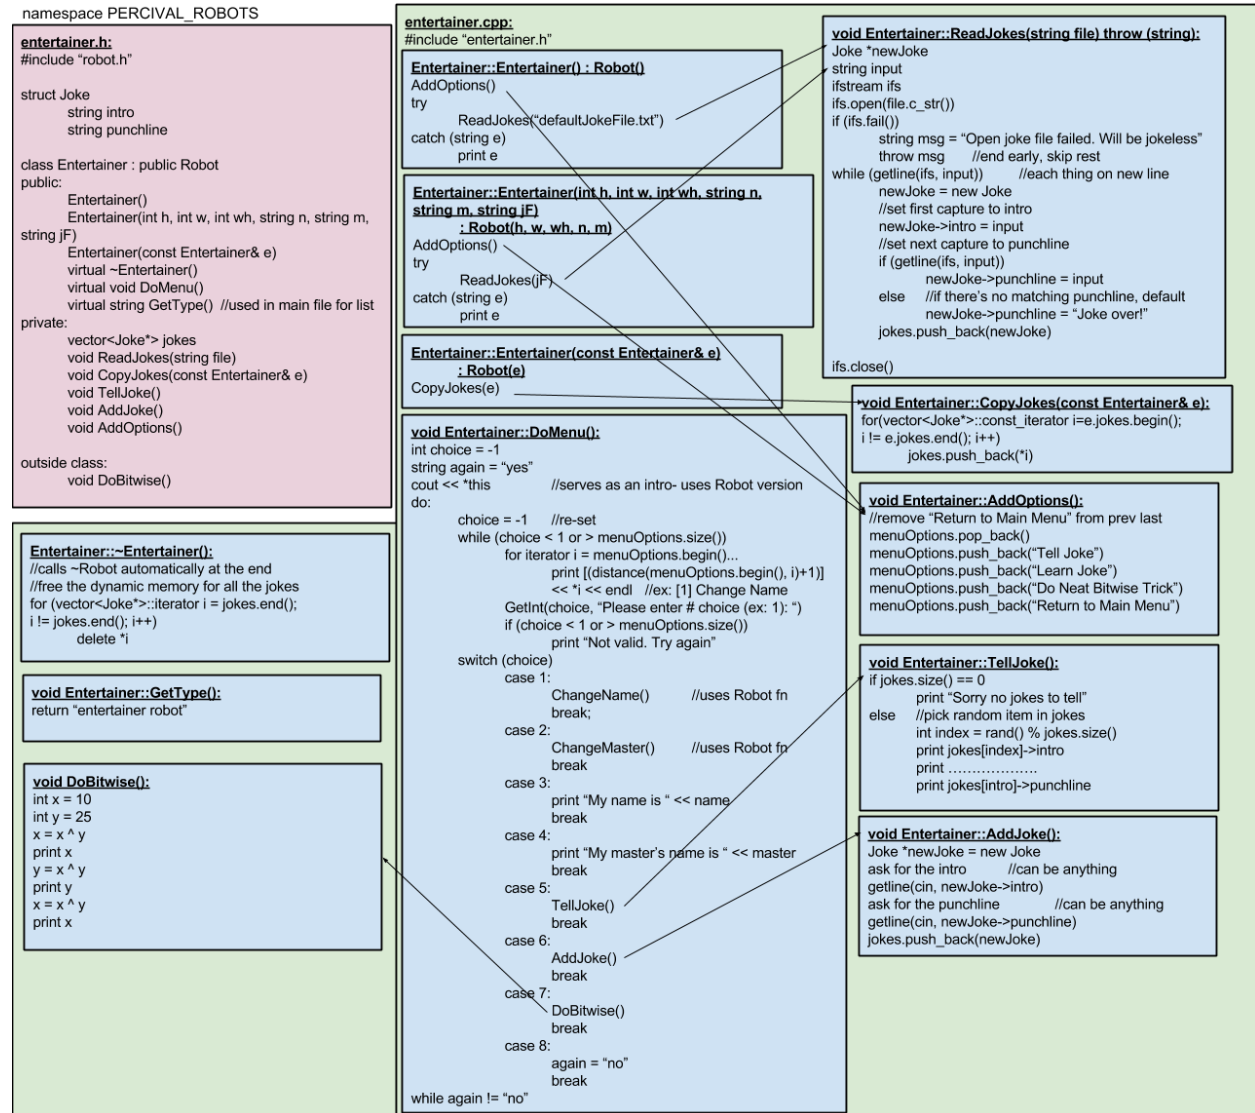 namespace PERCIVAL_ROBOTS
entertainer.h:
#include “robot.h”
struct Joke
string intro
string punchline
class Entertainer : public Robot
public:
Entertainer()
Entertainer(int h, int w, int wh, string n, string m,
string jF)
Entertainer(const Entertainer& e)
virtual ~Entertainer()
virtual void DoMenu()
virtual string GetType() //used in main file for list
private:
vector<Joke*> jokes
void ReadJokes(string file)
void CopyJokes(const Entertainer& e)
void TellJoke()
void AddJoke()
void AddOptions()
outside class:
void DoBitwise()
Entertainer::~Entertainer():
//calls ~Robot automatically at the end
//free the dynamic memory for all the jokes
for (vector<Joke*>::iterator i = jokes.end();
i != jokes.end(); i++)
delete *i
void Entertainer::GetType():
return “entertainer robot”
void DoBitwise():
int x = 10
int y = 25
x = x ^ y
print x
y = x ^ y
print y
x = x ^ y
print x
entertainer.cpp:
#include “entertainer.h”
Entertainer::Entertainer() : Robot()
AddOptions()
try
ReadJokes(“defaultJokeFile.txt”)
catch (string e)
print e
Entertainer::Entertainer(int h, int w, int wh, string n,
string m, string jF)
: Robot(h, w, wh, n, m)
AddOptions()
try
ReadJokes(jF)
catch (string e)
print e
Entertainer::Entertainer(const Entertainer& e)
: Robot(e)
CopyJokes(e)
void Entertainer::DoMenu():
int choice = -1
string again = “yes”
cout << *this //serves as an intro- uses Robot version
do:
choice = -1 //re-set
while (choice < 1 or > menuOptions.size())
for iterator i = menuOptions.begin()...
print [(distance(menuOptions.begin(), i)+1)]
<< *i << endl //ex: [1] Change Name
GetInt(choice, “Please enter # choice (ex: 1): “)
if (choice < 1 or > menuOptions.size())
print “Not valid. Try again”
switch (choice)
case 1:
ChangeName() //uses Robot fn
break;
case 2:
ChangeMaster() //uses Robot fn
break
case 3:
print “My name is “ << name
break
case 4:
print “My master’s name is “ << master
break
case 5:
TellJoke()
break
case 6:
AddJoke()
break
case 7:
DoBitwise()
break
case 8:
again = “no”
break
while again != “no”
void Entertainer::ReadJokes(string file) throw (string):
Joke *newJoke
string input
ifstream ifs
ifs.open(file.c_str())
if (ifs.fail())
string msg = “Open joke file failed. Will be jokeless”
throw msg //end early, skip rest
while (getline(ifs, input)) //each thing on new line
newJoke = new Joke
//set first capture to intro
newJoke->intro = input
//set next capture to punchline
if (getline(ifs, input))
newJoke->punchline = input
else //if there’s no matching punchline, default
newJoke->punchline = “Joke over!”
jokes.push_back(newJoke)
ifs.close()
void Entertainer::CopyJokes(const Entertainer& e):
for(vector<Joke*>::const_iterator i=e.jokes.begin();
i != e.jokes.end(); i++)
jokes.push_back(*i)
void Entertainer::AddOptions():
//remove “Return to Main Menu” from prev last
menuOptions.pop_back()
menuOptions.push_back(“Tell Joke”)
menuOptions.push_back(“Learn Joke”)
menuOptions.push_back(“Do Neat Bitwise Trick”)
menuOptions.push_back(“Return to Main Menu”)
void Entertainer::TellJoke():
if jokes.size() == 0
print “Sorry no jokes to tell”
else //pick random item in jokes
int index = rand() % jokes.size()
print jokes[index]->intro
print ………………..
print jokes[intro]->punchline
void Entertainer::AddJoke():
Joke *newJoke = new Joke
ask for the intro //can be anything
getline(cin, newJoke->intro)
ask for the punchline //can be anything
getline(cin, newJoke->punchline)
jokes.push_back(newJoke)